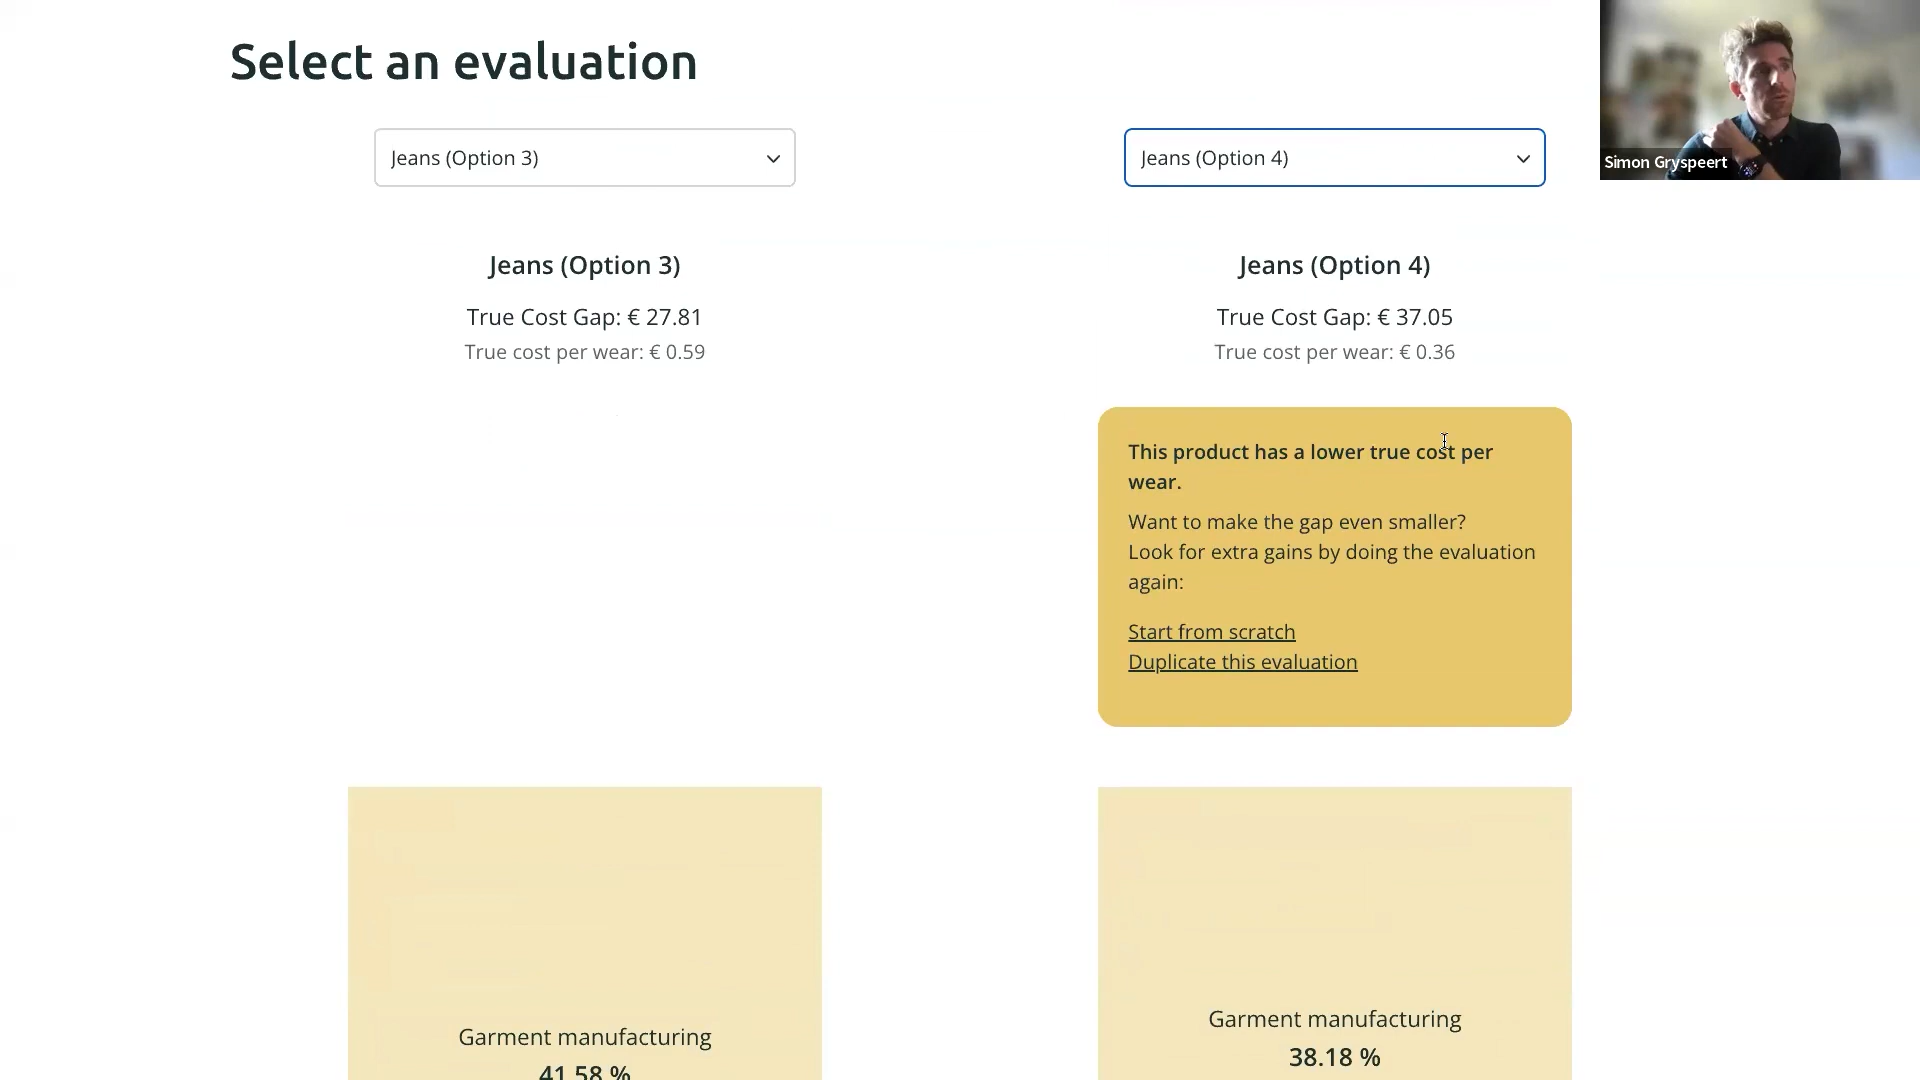 Select an evaluation
Jeans (Option 3)
Jeans (Option 4)
Simon Gryspeert
Jeans (Option 3)
True Cost Gap: € 27.81
True cost per wear: € 0.59
Jeans (Option 4)
True Cost Gap: € 37.05
True cost per wear: € 0.36
This product has a lower true cost per
wear.
Want to make the gap even smaller?
Look for extra gains by doing the evaluation
again:
Start from scratch
Duplicate this evaluation
Garment manufacturing
41.58 %
Garment manufacturing
38.18 %